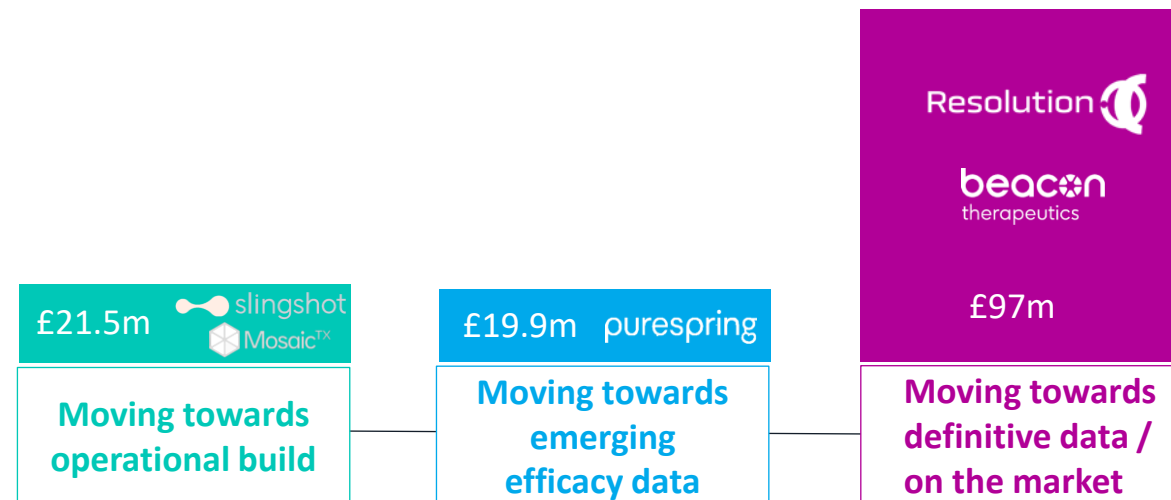 £21.5m
slingshot
Mosaic™
Moving towards
operational build
£19.9m
purespring
Moving towards
emerging
efficacy data
Resolution
beacon
therapeutics
£97m
Moving towards
definitive data /
on the market